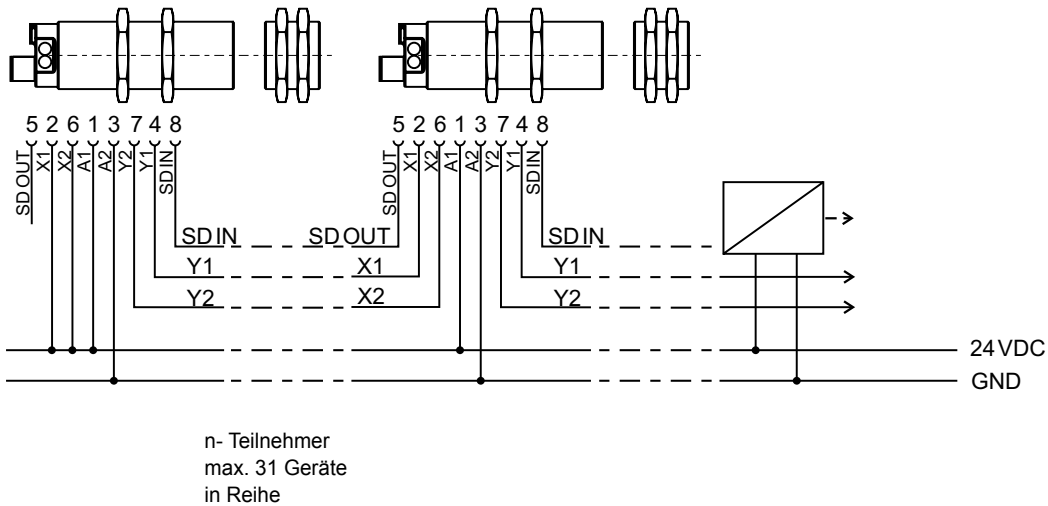 5 2 6 1 3 7 4 8
5 2 6 1 3 7 4 8
SD OUT X1 X2 A1 A2 Y2 Y1 SD IN
SD OUT X1 X2 A1 A2 Y2 Y1 SD IN
SD IN SD OUT SD IN
Y1 X1 Y1
Y2 X2 Y2
24 VDC
GND
n- Teilnehmer
max. 31 Geräte
in Reihe